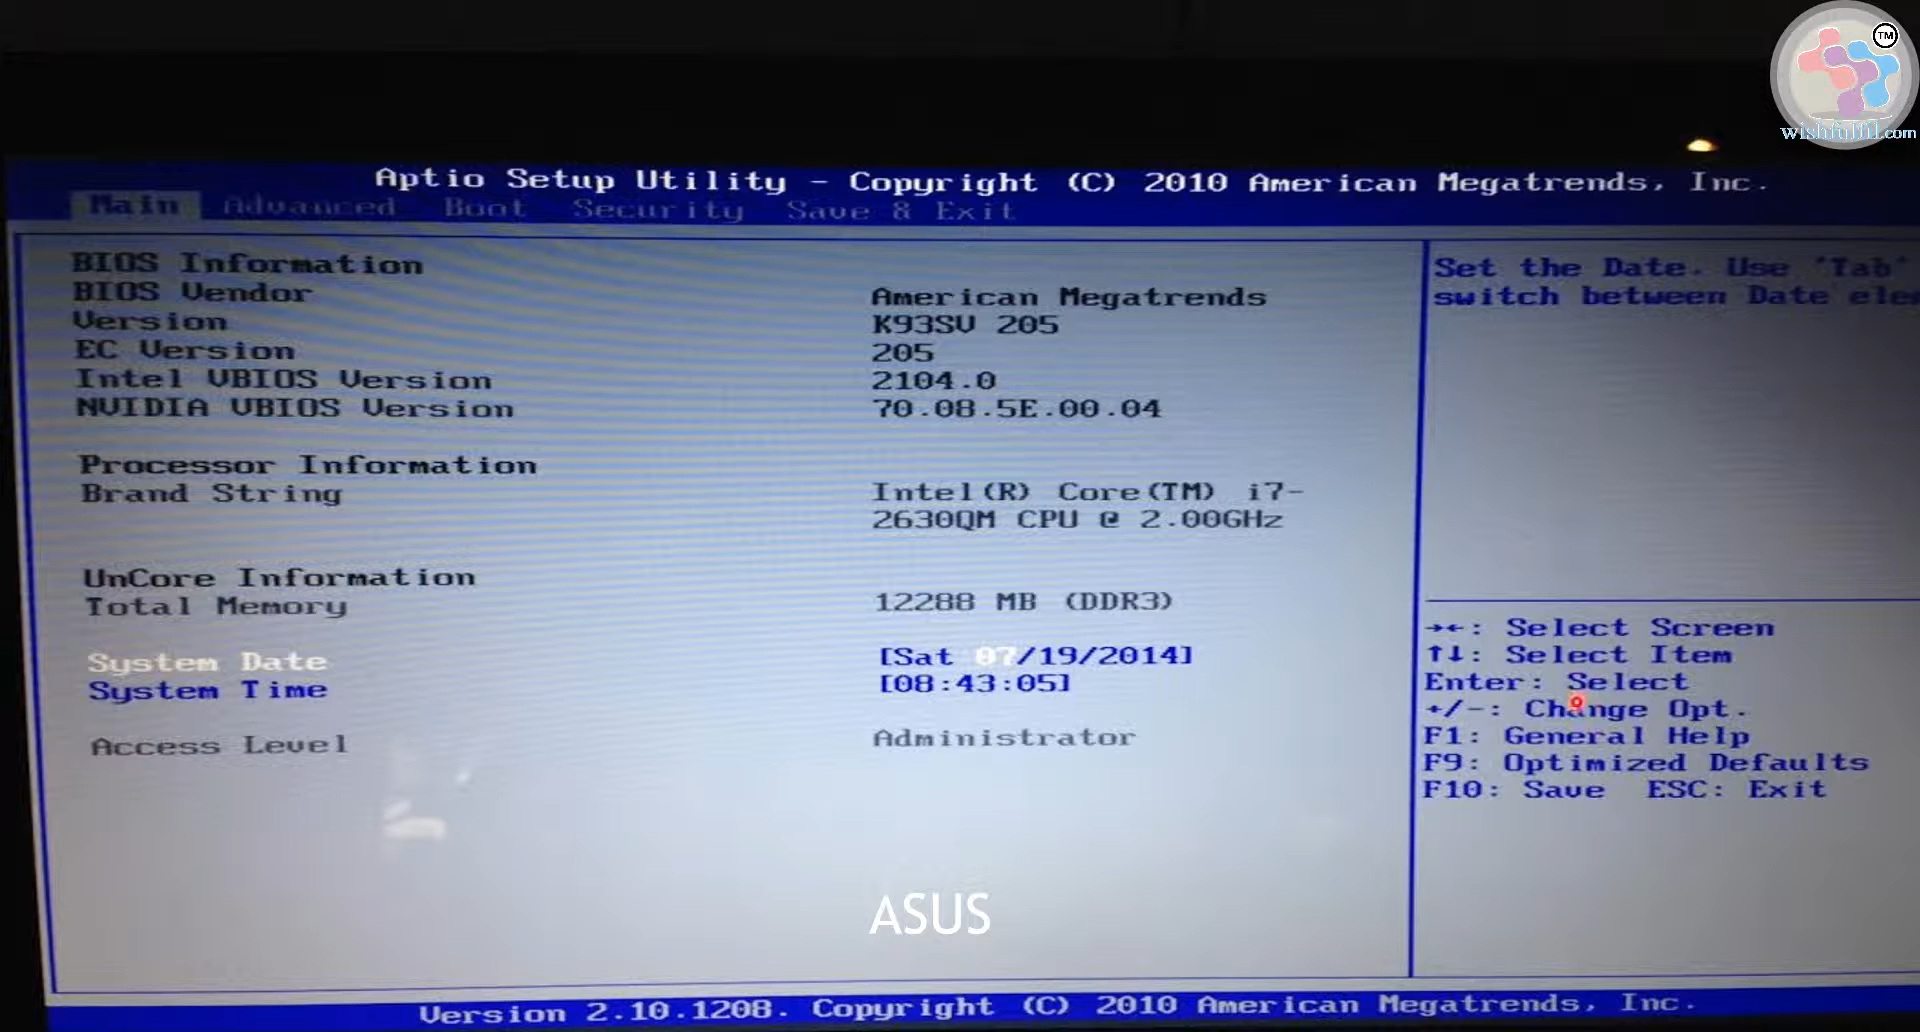 TM
wishfulfil.com
Aptio Setup Utility - Copyright (C) 2010 American Megatrends, Inc.
Main Advanced Boot Security Save & Exit
BIOS Information
BIOS Vendor American Megatrends
Version K93SV 205
EC Version 205
Intel VBIOS Version 2104.0
NVIDIA VBIOS Version 70.08.5E.00.04
Processor Information
Brand String Intel(R) Core(TM) i7-
2630QM CPU @ 2.00GHz
UnCore Information
Total Memory 12288 MB (DDR3)
System Date [Sat 07/19/2014]
System Time [08:43:05]
Access Level Administrator
Set the Date. Use 'Tab'
switch between Date
→←: Select Screen
↑↓: Select Item
Enter: Select
+/-: Change Opt.
F1: General Help
F9: Optimized Defaults
F10: Save ESC: Exit
ASUS
Version 2.10.1208. Copyright (C) 2010 American Megatrends, Inc.